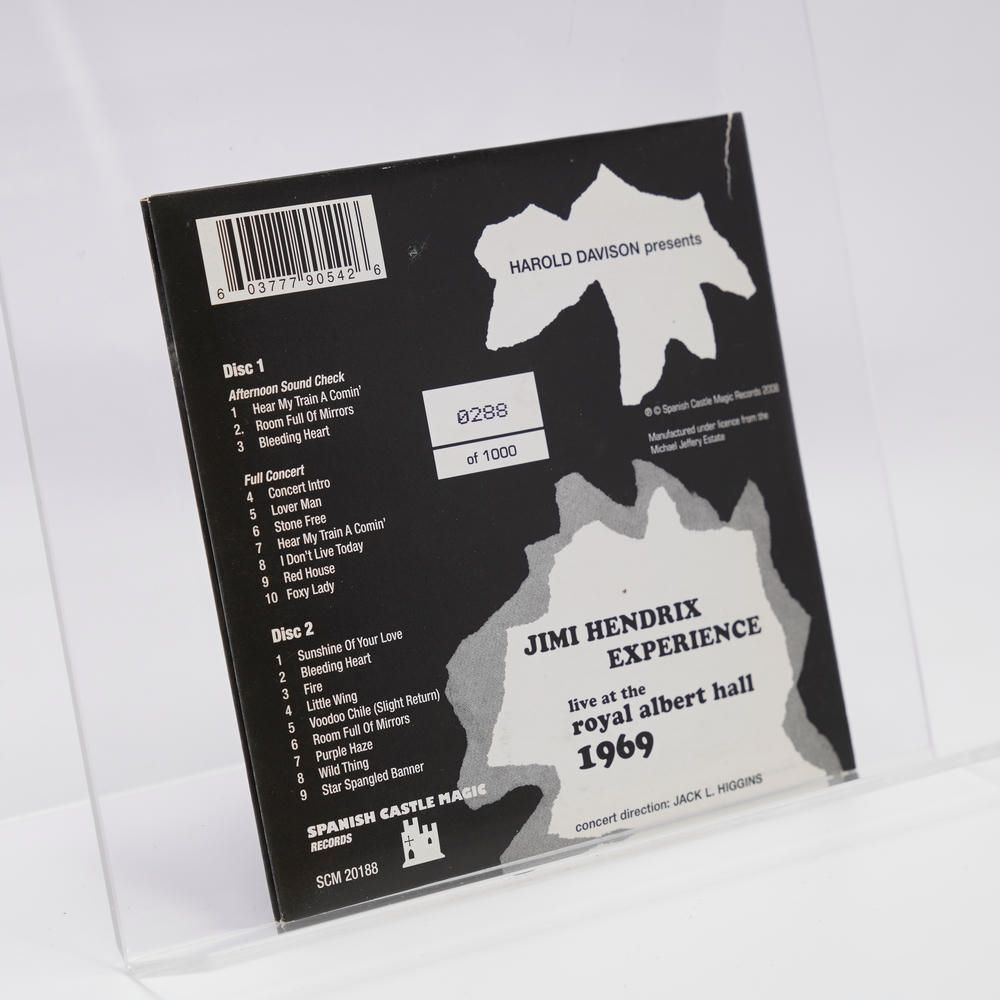 6 03777 90542 6
HAROLD DAVISON presents
Disc 1
Afternoon Sound Check
1 Hear My Train A Comin'
2. Room Full Of Mirrors
3 Bleeding Heart
Full Concert
4 Concert Intro
5 Lover Man
6 Stone Free
7 Hear My Train A Comin'
8 I Don't Live Today
9 Red House
10 Foxy Lady
Disc 2
1 Sunshine Of Your Love
2 Bleeding Heart
3 Fire
4 Little Wing
5 Voodoo Chile (Slight Return)
6 Room Full Of Mirrors
7 Purple Haze
8 Wild Thing
9 Star Spangled Banner
SPANISH CASTLE MAGIC
RECORDS
SCM 20188
0288
of 1000
℗ © Spanish Castle Magic Records 2008
Manufactured under licence from the
Michael Jeffery Estate
JIMI HENDRIX
EXPERIENCE
live at the
royal albert hall
1969
concert direction: JACK L. HIGGINS